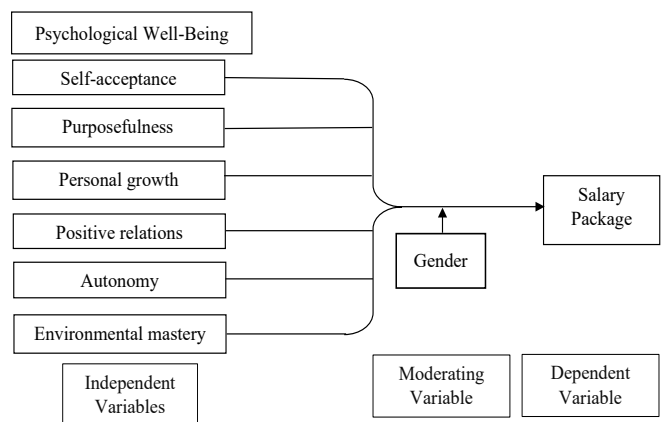 Psychological Well-Being
Self-acceptance
Purposefulness
Personal growth
Positive relations
Autonomy
Environmental mastery
Independent
Variables
Gender
Moderating
Variable
Salary
Package
Dependent
Variable